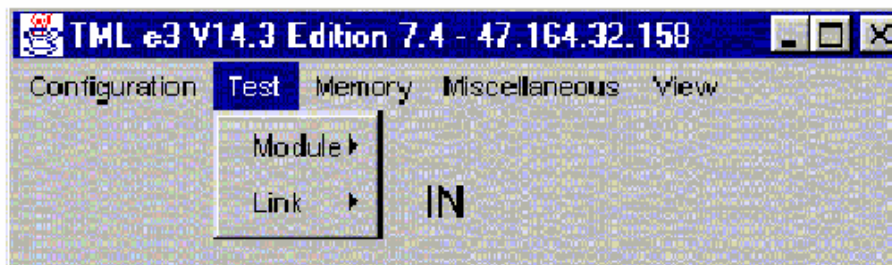 TML e3 V14.3 Edition 7.4 - 47.164.32.158
Configuration Test Memory Miscellaneous View
Module
Link
IN